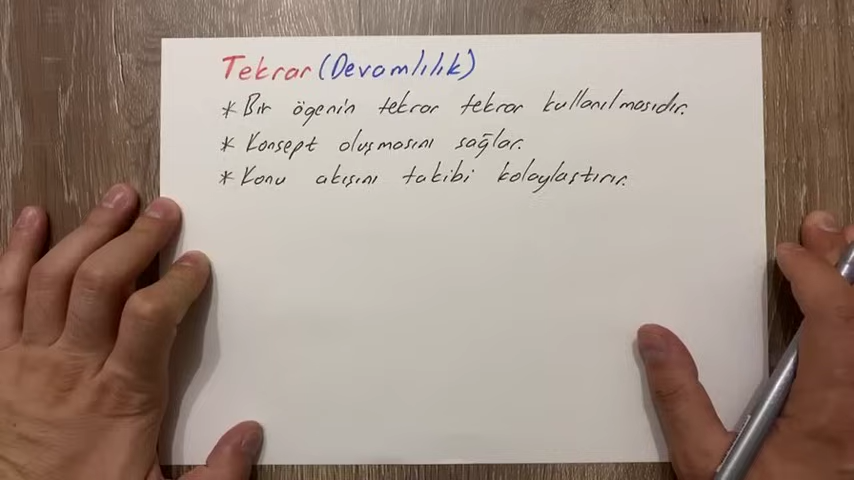 Tekrar (Devamlılık)
* Bir ögenin tekrar tekrar kullanılmasıdır.
* Konsept oluşmasını sağlar.
* Konu akışını takibi kolaylaştırır.